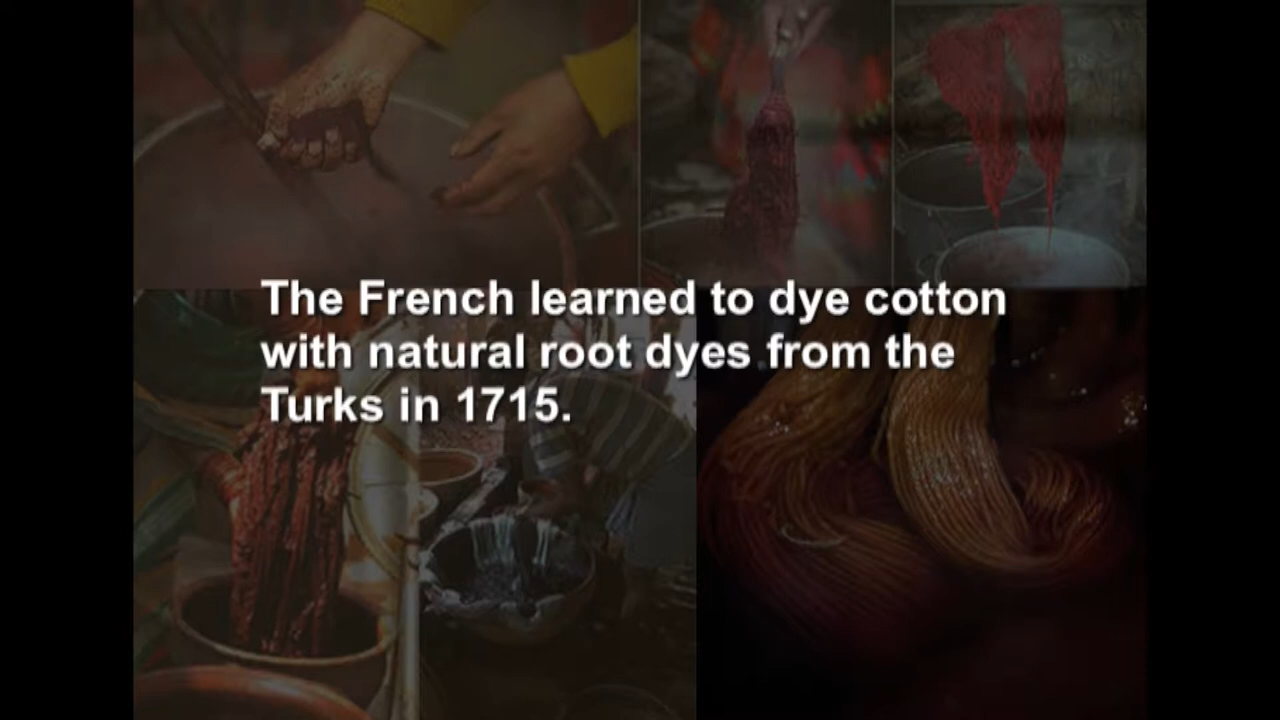 The French learned to dye cotton
with natural root dyes from the
Turks in 1715.